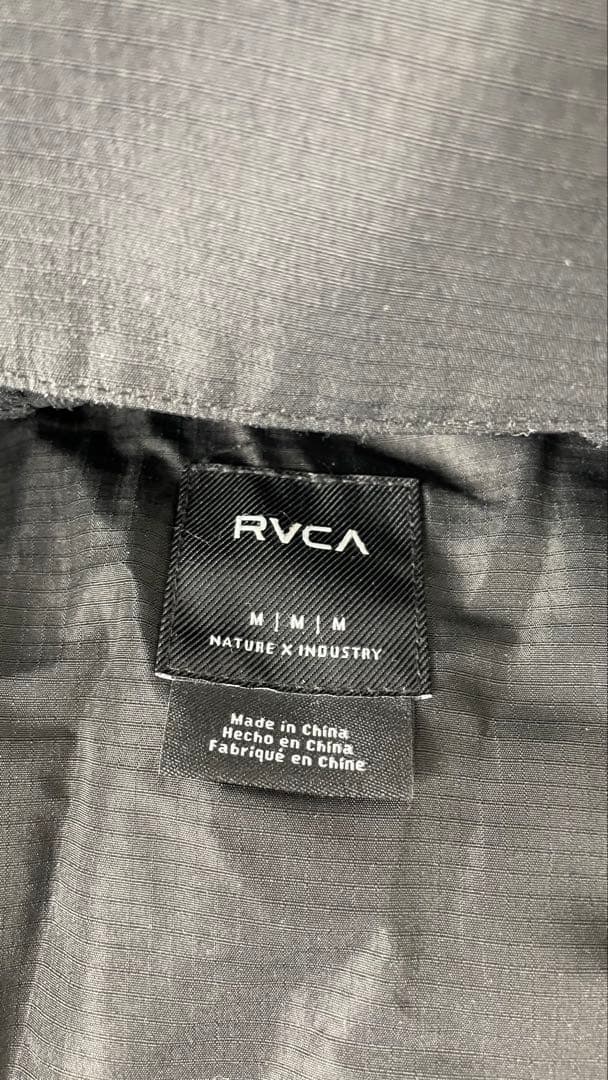 RVCA
M | M | M
NATURE X INDUSTRY
Made in China
Hecho en China
Fabriqué en Chine